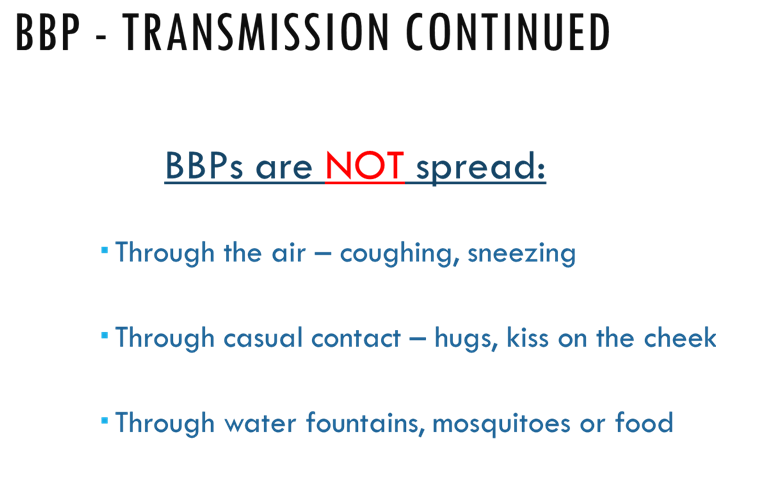 BBP - TRANSMISSION CONTINUED
BBPs are NOT spread:
▪ Through the air – coughing, sneezing
▪ Through casual contact – hugs, kiss on the cheek
▪ Through water fountains, mosquitoes or food